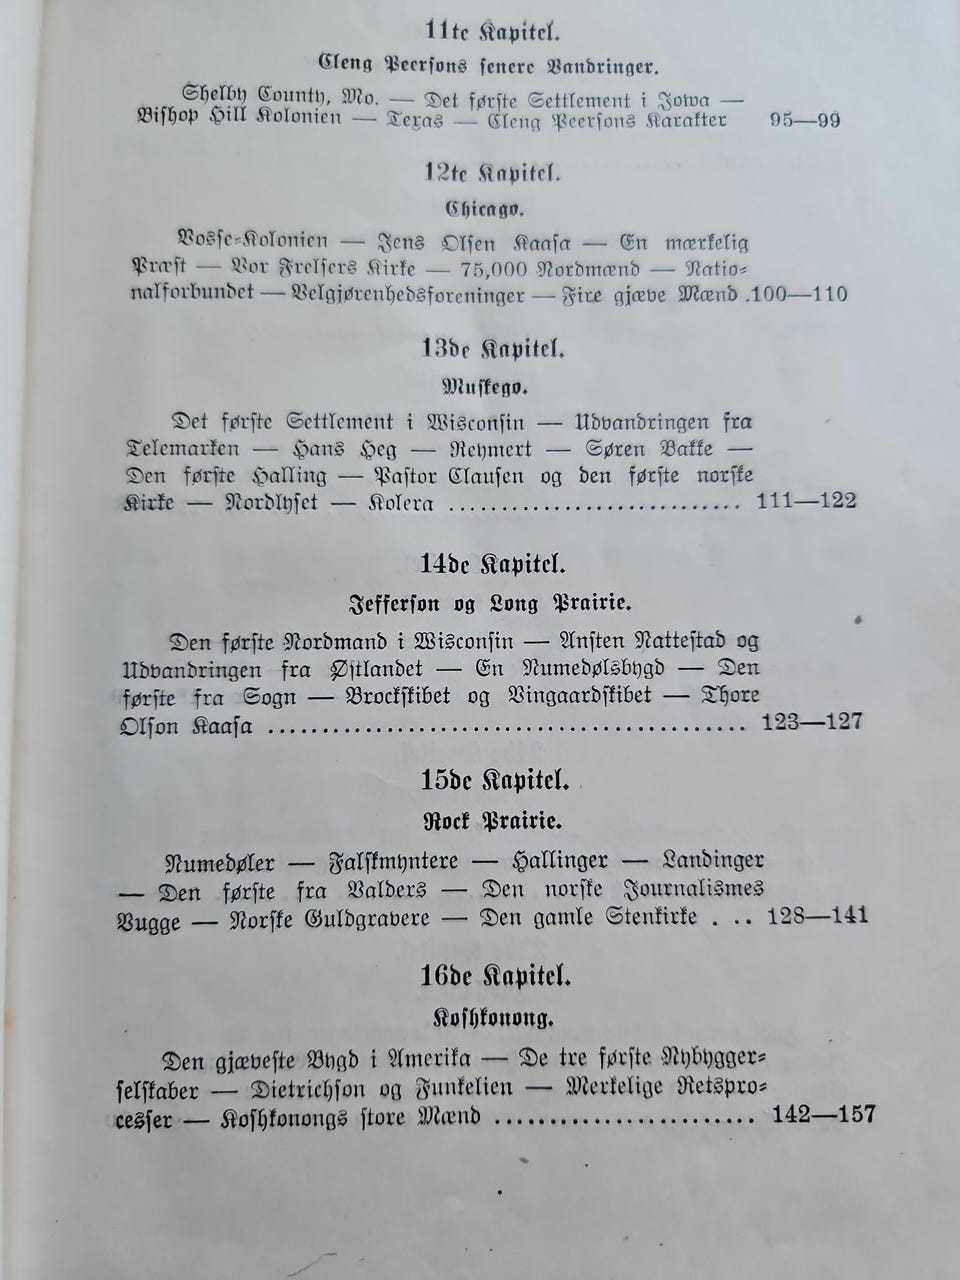 11te Kapitel.
Cleng Peersons senere Vandringer.
Shelby County, Mo. — Det første Settlement i Iowa —
Bishop Hill Kolonien — Texas — Cleng Peersons Karakter 95—99
12te Kapitel.
Chicago.
Vosse-Kolonien — Jens Olsen Kaasa — En mærkelig
Præst — Vor Frelsers Kirke — 75,000 Nordmænd — Natio-
nalforbundet — Velgjørenhedsforeninger — Fire gjæve Mænd .100—110
13de Kapitel.
Muskego.
Det første Settlement i Wisconsin — Udvandringen fra
Telemarken — Hans Heg — Reymert — Søren Bakke —
Den første Halling — Pastor Clausen og den første norske
Kirke — Nordlyset — Kolera ........................... 111—122
14de Kapitel.
Jefferson og Long Prairie.
Den første Nordmand i Wisconsin — Ansten Nattestad og
Udvandringen fra Østlandet — En Numedølsbygd — Den
første fra Sogn — Brockskibet og Vingaardskibet — Thore
Olson Kaasa ........................................... 123—127
15de Kapitel.
Rock Prairie.
Numedøler — Falskmyntere — Hallinger — Landinger
— Den første fra Valders — Den norske Journalismes
Vugge — Norske Guldgravere — Den gamle Stenkirke . .. 128—141
16de Kapitel.
Koshkonong.
Den gjæveste Bygd i Amerika — De tre første Nybygger-
selskaber — Dietrichson og Funkelien — Merkelige Retspro-
cesser — Koshkonongs store Mænd ........................ 142—157